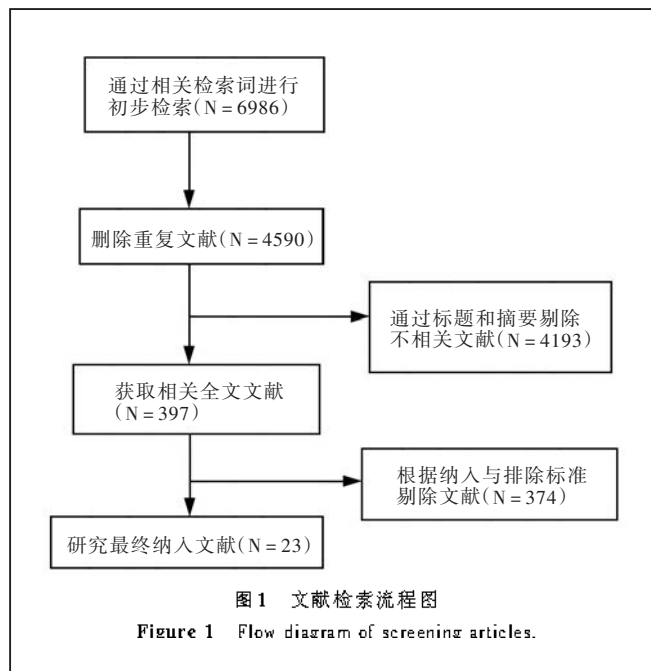 通过相关检索词进行
初步检索(N=6986)
删除重复文献(N=4590)
通过标题和摘要剔除
不相关文献(N=4193)
获取相关全文文献
(N=397)
根据纳入与排除标准
剔除文献(N=374)
研究最终纳入文献(N=23)
图1 文献检索流程图
Figure 1 Flow diagram of screening articles.